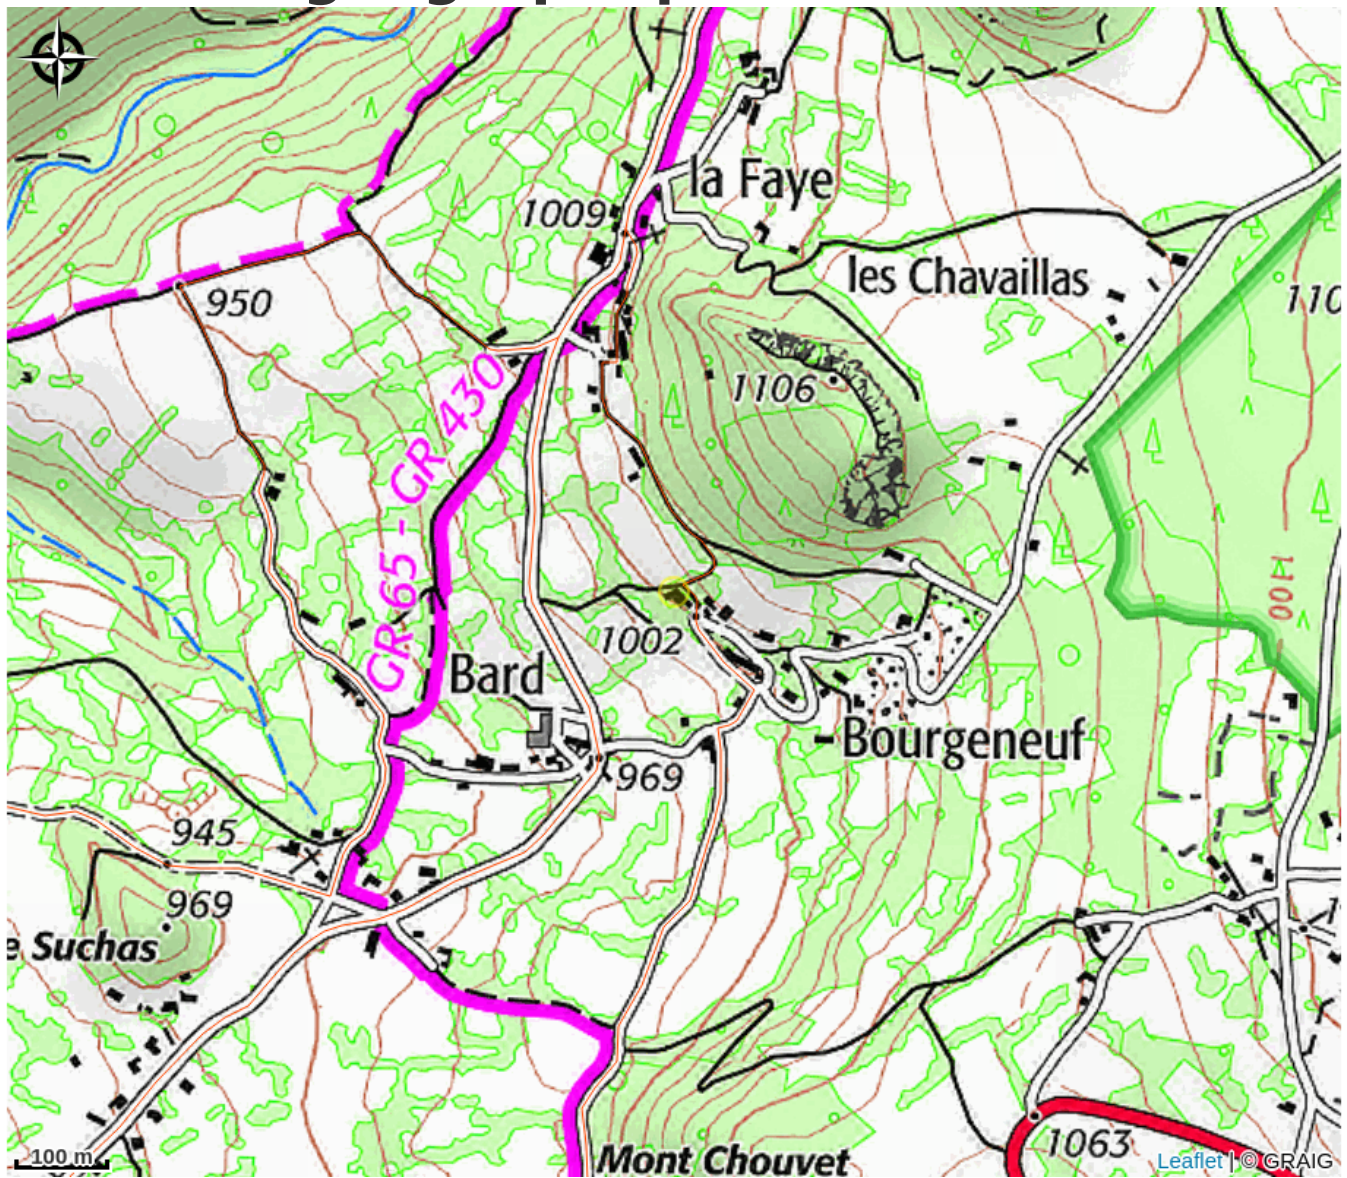 la Faye
1009
les Chavaillas
950
110
1106
GR 65 - GR 430
1100
1002
Bard
Bourgeneuf
969
945
969
e Suchas
1063
100 m
Mont Chouvet
Leaflet | © GRAIG